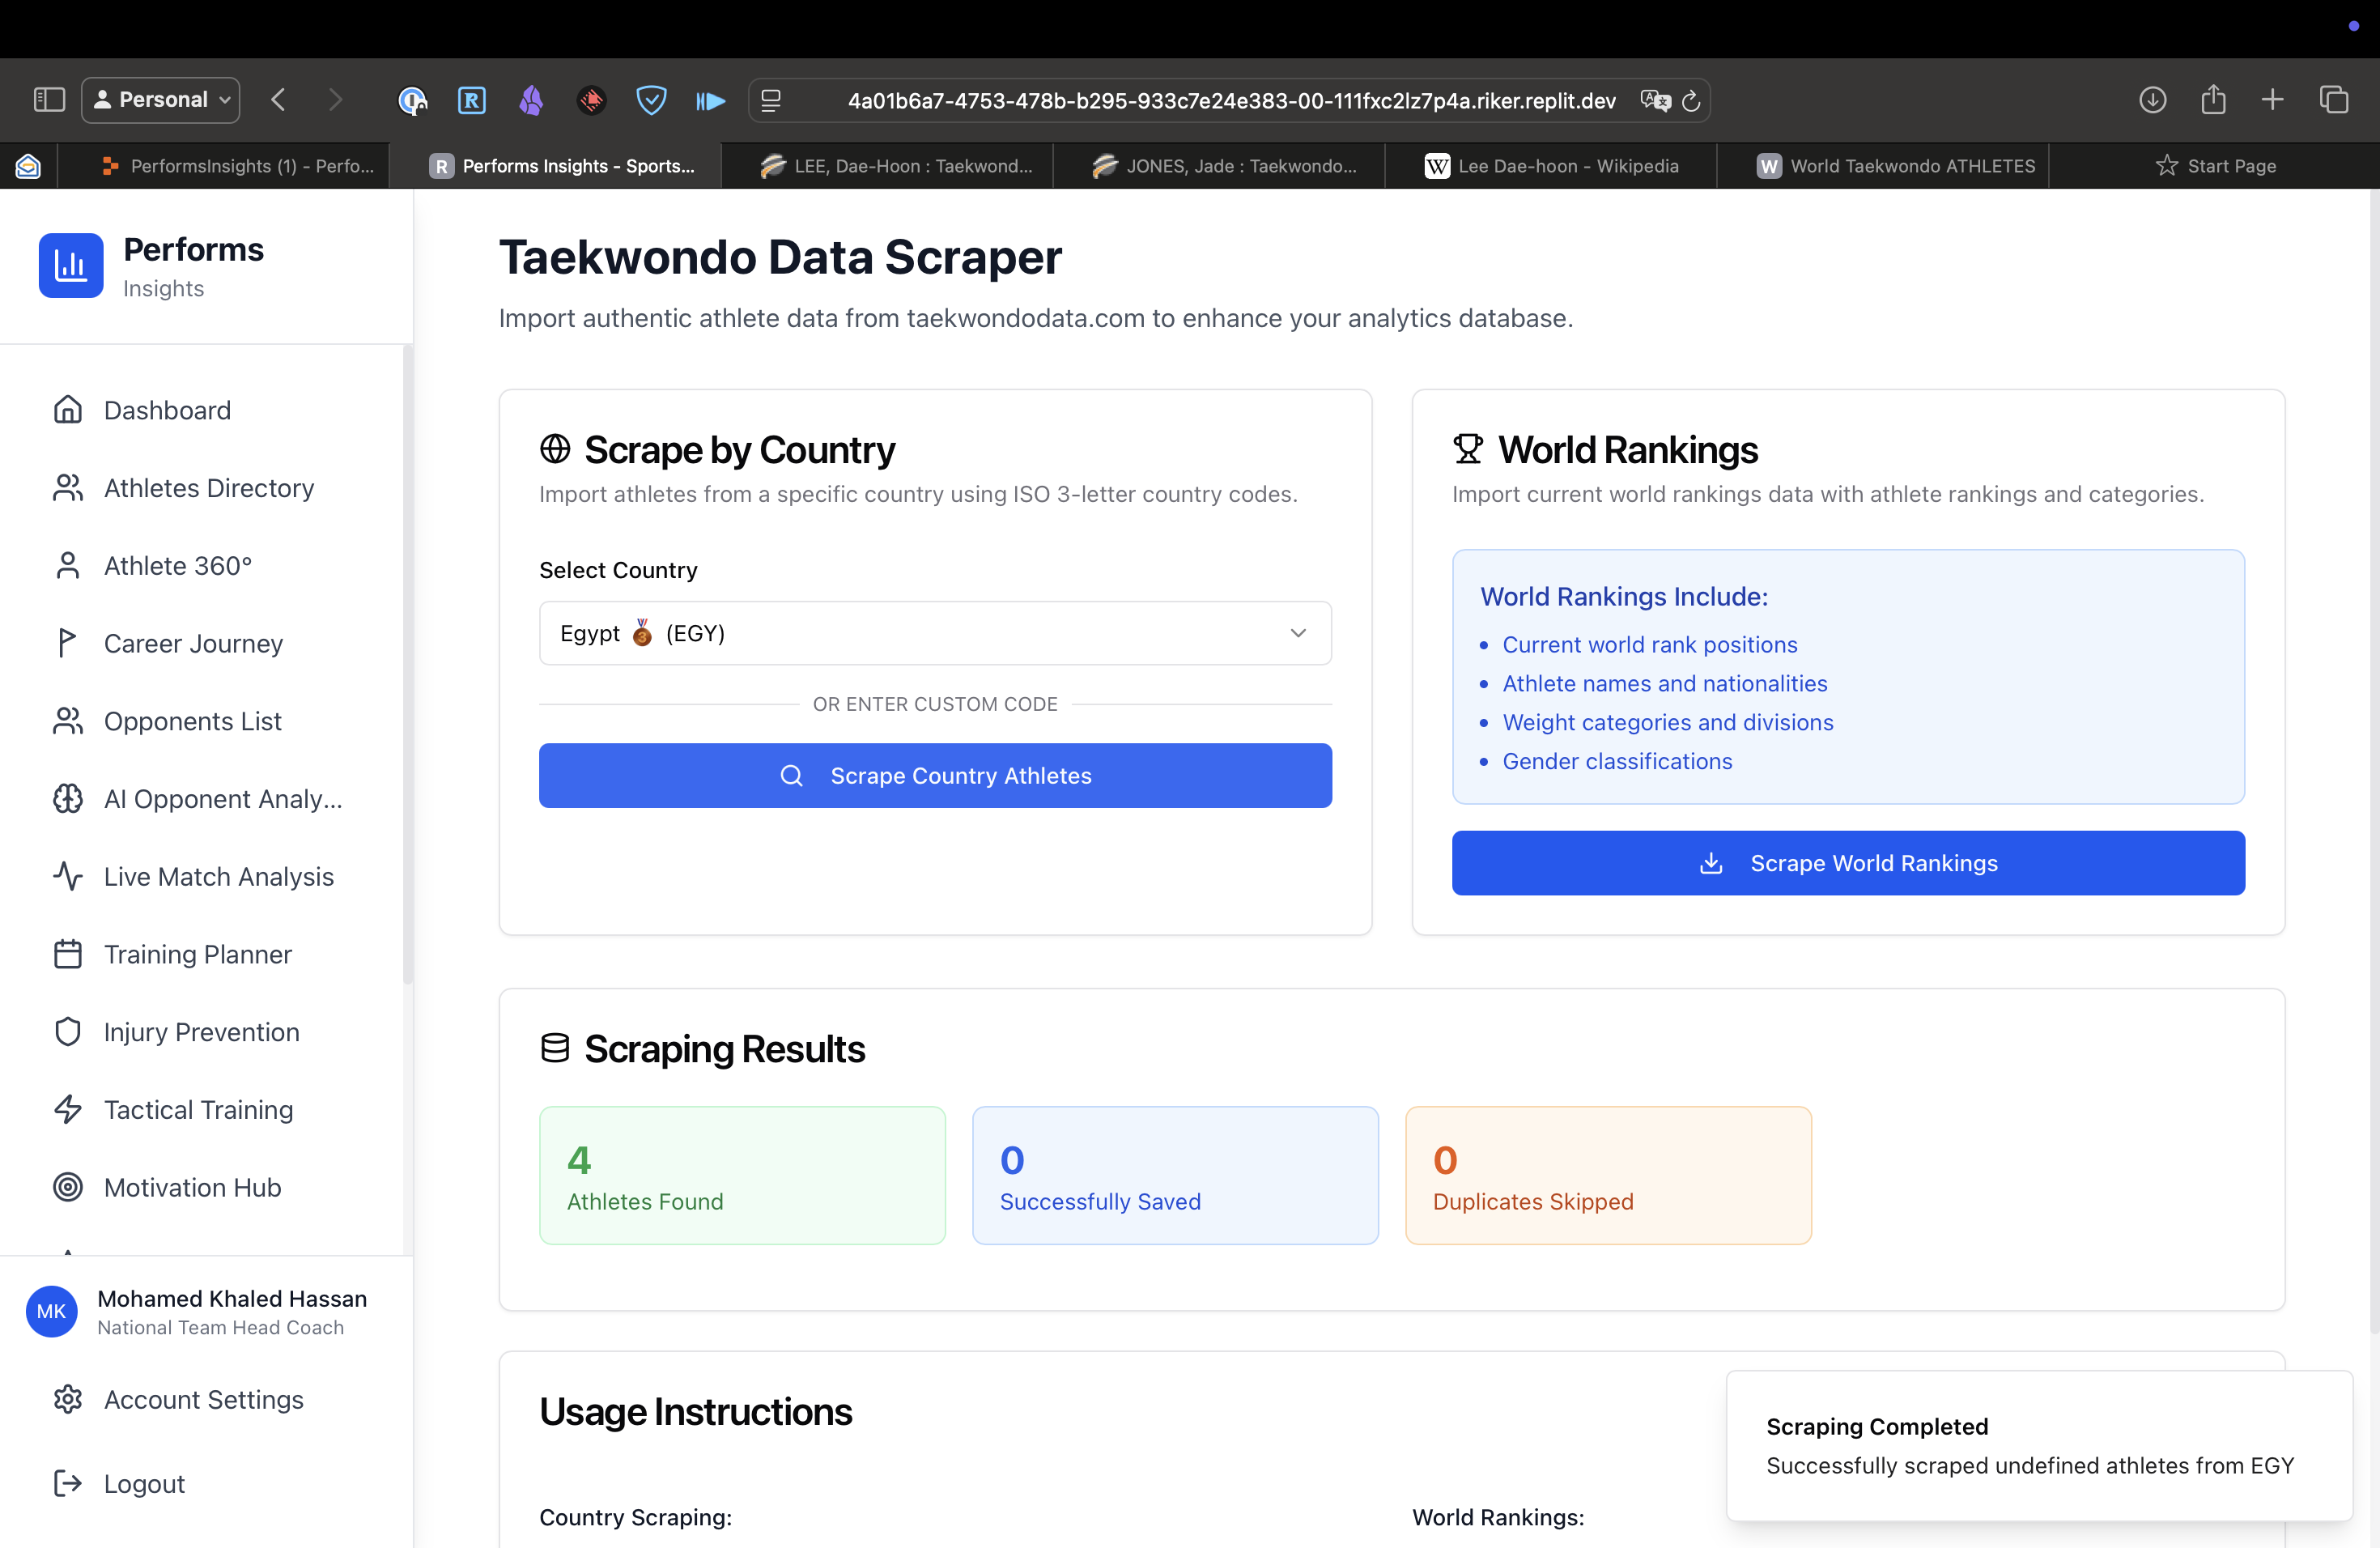 Personal
4a01b6a7-4753-478b-b295-933c7e24e383-00-111fxc2lz7p4a.riker.replit.dev
PerformsInsights (1) - Perfo...
R Performs Insights - Sports...
LEE, Dae-Hoon : Taekwond...
JONES, Jade : Taekwondo...
W Lee Dae-hoon - Wikipedia
W World Taekwondo ATHLETES
Start Page
Performs
Insights
Dashboard
Athletes Directory
Athlete 360°
Career Journey
Opponents List
AI Opponent Analy...
Live Match Analysis
Training Planner
Injury Prevention
Tactical Training
Motivation Hub
MK
Mohamed Khaled Hassan
National Team Head Coach
Account Settings
Logout
Taekwondo Data Scraper
Import authentic athlete data from taekwondodata.com to enhance your analytics database.
Scrape by Country
Import athletes from a specific country using ISO 3-letter country codes.
Select Country
Egypt 🥉 (EGY)
OR ENTER CUSTOM CODE
Scrape Country Athletes
World Rankings
Import current world rankings data with athlete rankings and categories.
World Rankings Include:
• Current world rank positions
• Athlete names and nationalities
• Weight categories and divisions
• Gender classifications
Scrape World Rankings
Scraping Results
4
Athletes Found
0
Successfully Saved
0
Duplicates Skipped
Usage Instructions
Country Scraping:
World Rankings:
Scraping Completed
Successfully scraped undefined athletes from EGY